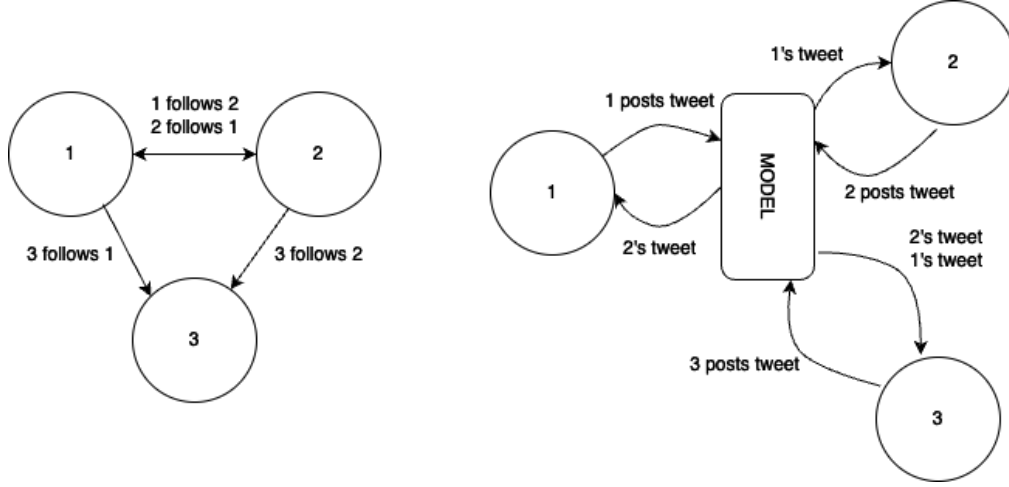 1 follows 2
2 follows 1
1
2
3 follows 1
3 follows 2
3
1's tweet
2
1 posts tweet
MODEL
1
2 posts tweet
2's tweet
2's tweet
1's tweet
3 posts tweet
3